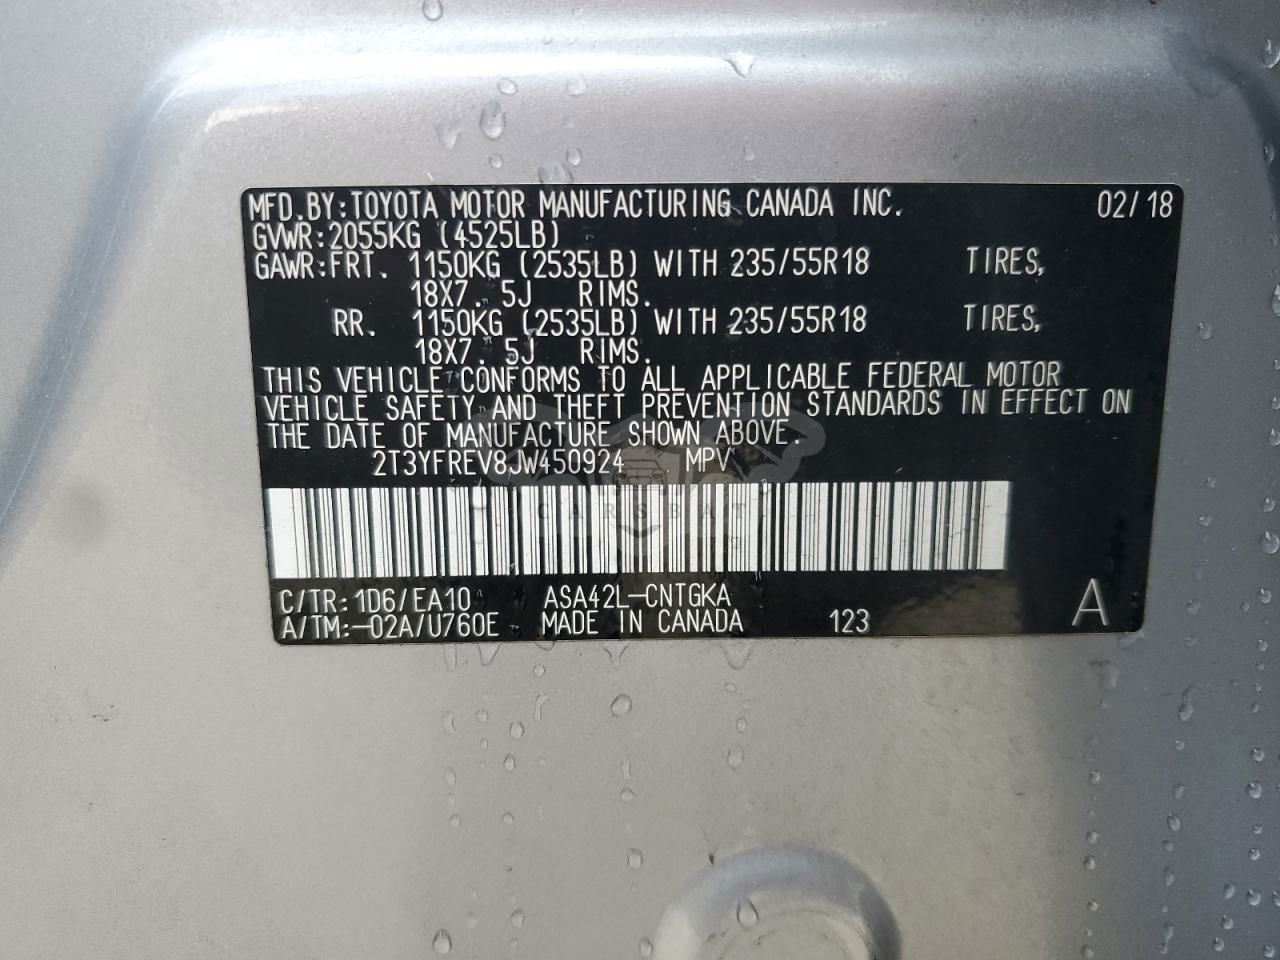 MFD.BY:TOYOTA MOTOR MANUFACTURING CANADA INC. 02/18
GVWR:2055KG (4525LB)
GAWR:FRT. 1150KG (2535LB) WITH 235/55R18 TIRES,
18X7. 5J RIMS.
RR. 1150KG (2535LB) WITH 235/55R18 TIRES,
18X7. 5J RIMS.
THIS VEHICLE CONFORMS TO ALL APPLICABLE FEDERAL MOTOR
VEHICLE SAFETY AND THEFT PREVENTION STANDARDS IN EFFECT ON
THE DATE OF MANUFACTURE SHOWN ABOVE.
2T3YFREV8JW450924 MPV
CARSBAT
C/TR:1D6/EA10 ASA42L-CNTGKA A
A/TM:-02A/U760E MADE IN CANADA 123